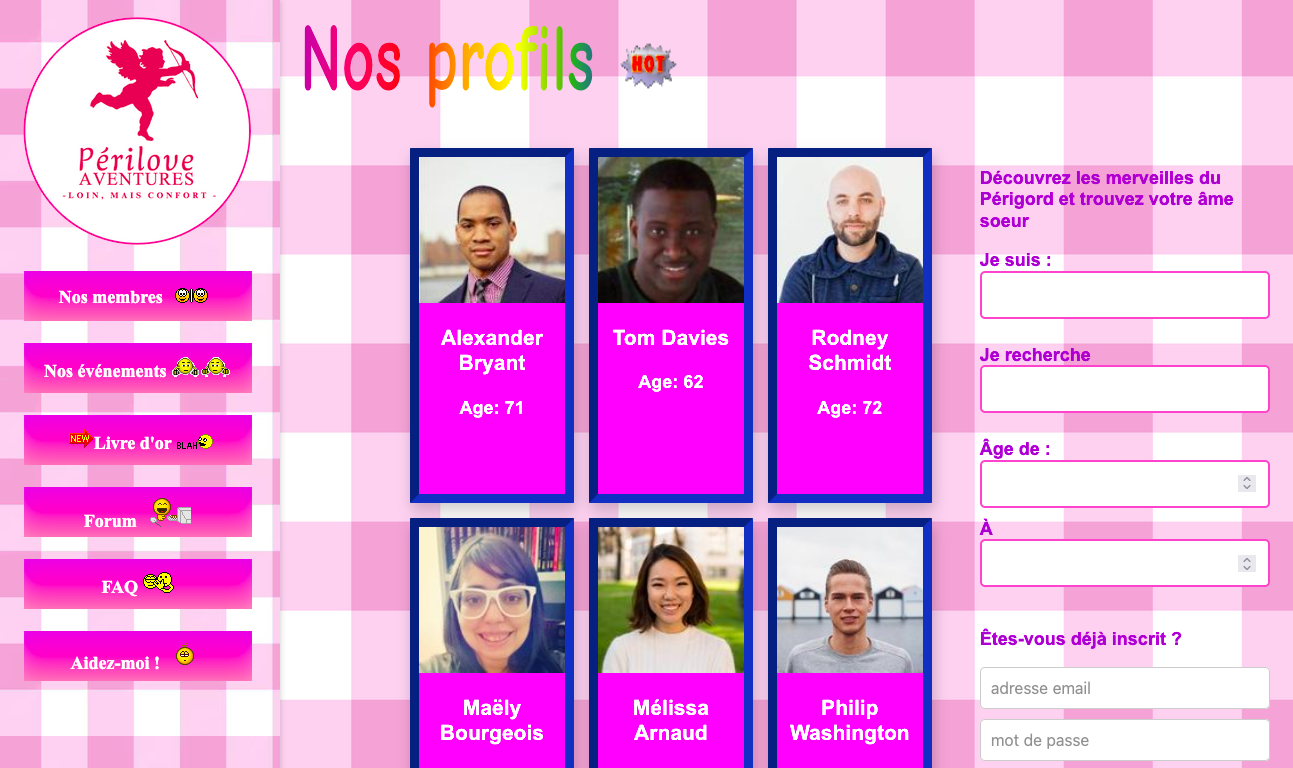 Périlove
AVENTURES
-LOIN, MAIS CONFORT -
Nos membres
Nos événements
NEW Livre d'or BLAH
Forum
FAQ
Aidez-moi !
Nos profils HOT
Alexander
Bryant
Age: 71
Tom Davies
Age: 62
Rodney
Schmidt
Age: 72
Maëly
Bourgeois
Mélissa
Arnaud
Philip
Washington
Découvrez les merveilles du
Périgord et trouvez votre âme
soeur
Je suis :
Je recherche
Âge de :
À
Êtes-vous déjà inscrit ?
adresse email
mot de passe